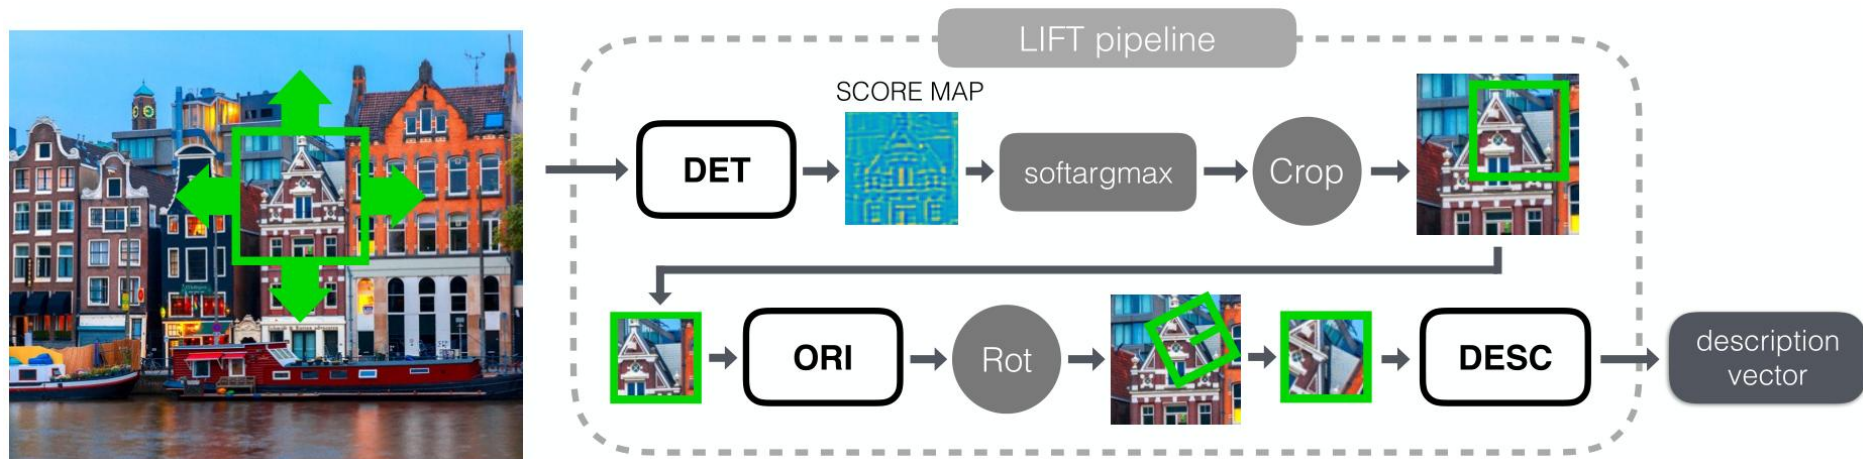 LIFT pipeline
SCORE MAP
DET
softargmax
Crop
ORI
Rot
DESC
description
vector